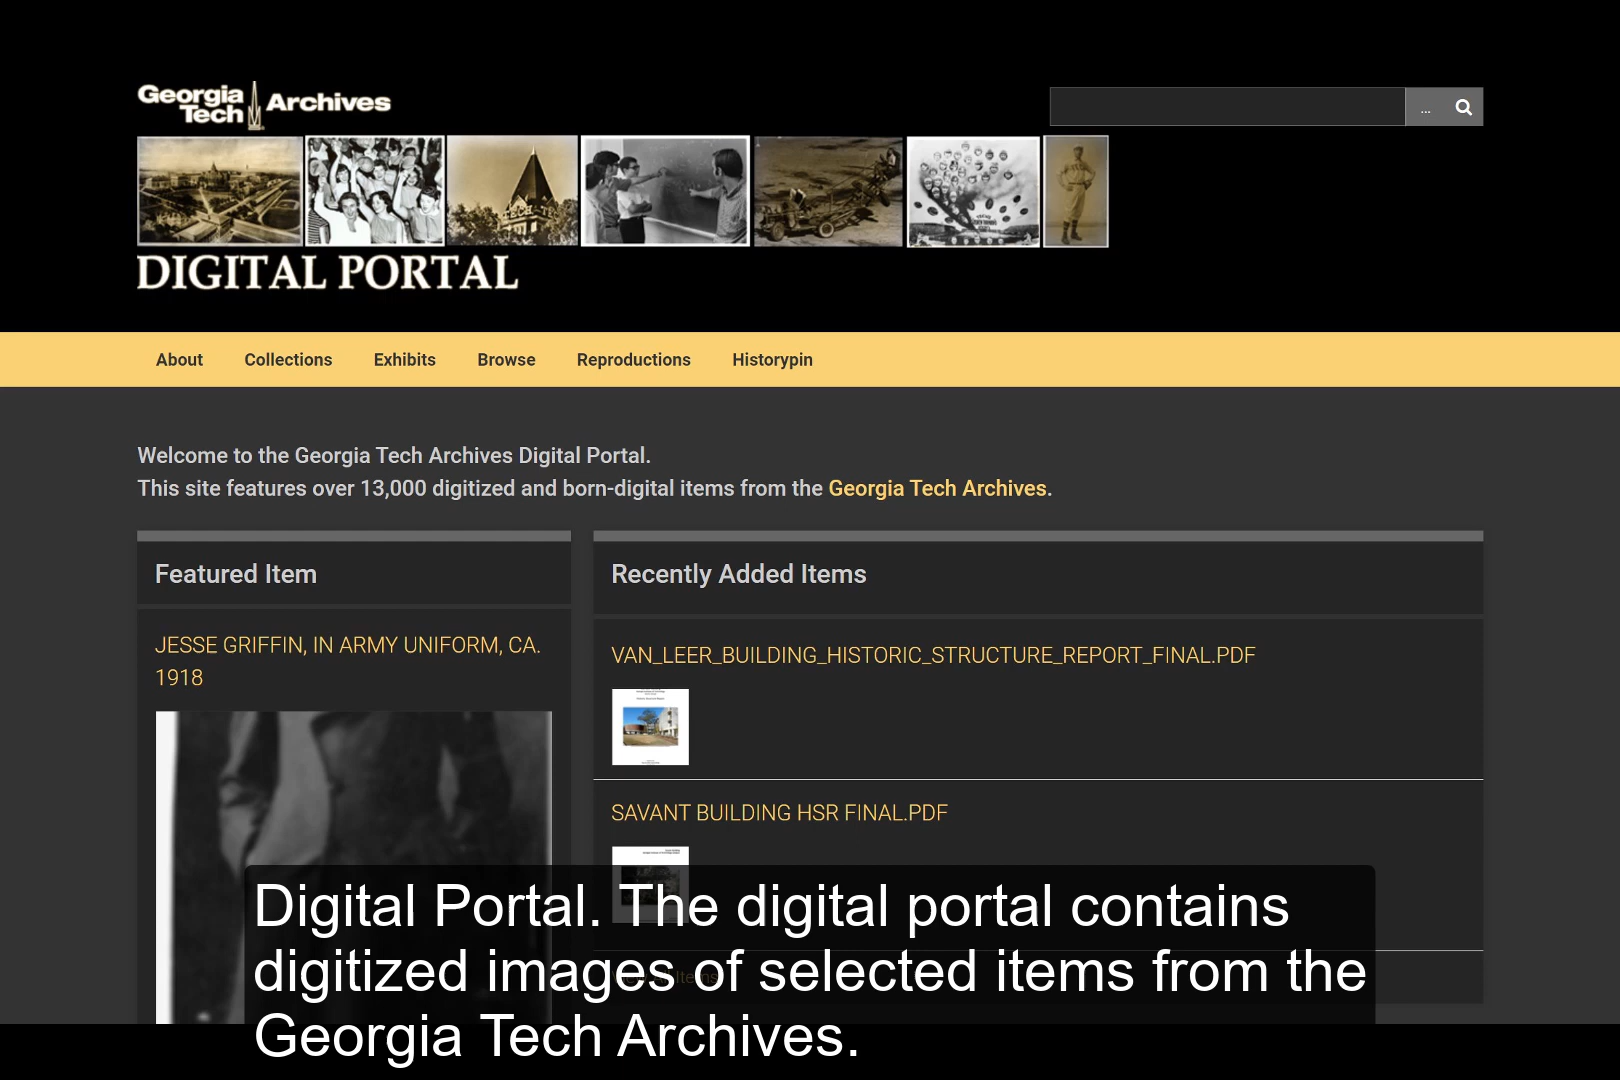 Georgia
Tech
Archives
...
DIGITAL PORTAL
About
Collections
Exhibits
Browse
Reproductions
Historypin
Welcome to the Georgia Tech Archives Digital Portal.
This site features over 13,000 digitized and born-digital items from the Georgia Tech Archives.
Featured Item
JESSE GRIFFIN, IN ARMY UNIFORM, CA.
1918
Recently Added Items
VAN_LEER_BUILDING_HISTORIC_STRUCTURE_REPORT_FINAL.PDF
SAVANT BUILDING HSR FINAL.PDF
Digital Portal. The digital portal contains
digitized images of selected items from the
Georgia Tech Archives.